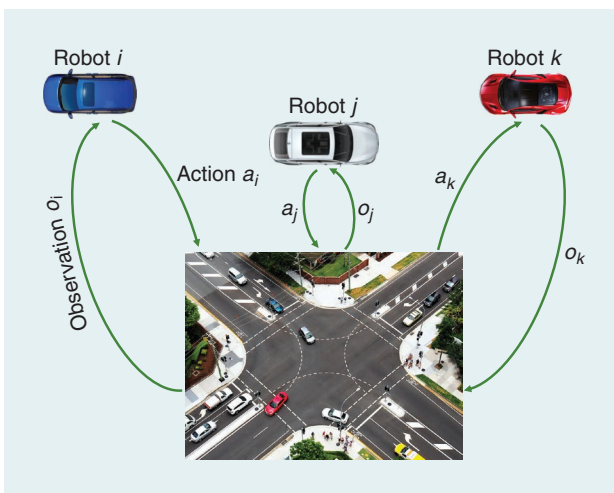 Robot i
Robot k
Robot j
Action a_i
a_j
o_j
a_k
Observation o_i
o_k